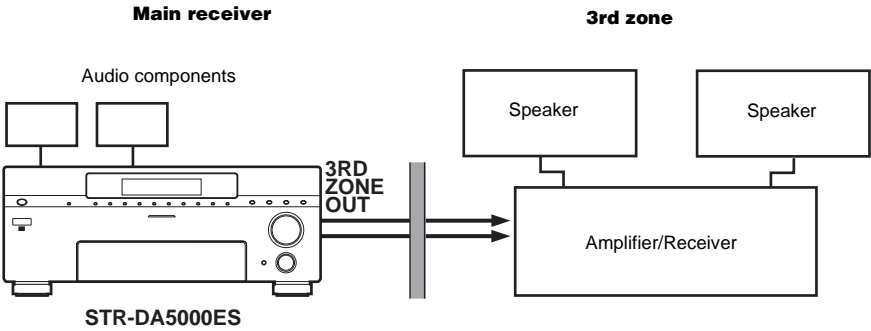 Main receiver
3rd zone
Audio components
Speaker
Speaker
3RD
ZONE
OUT
Amplifier/Receiver
STR-DA5000ES